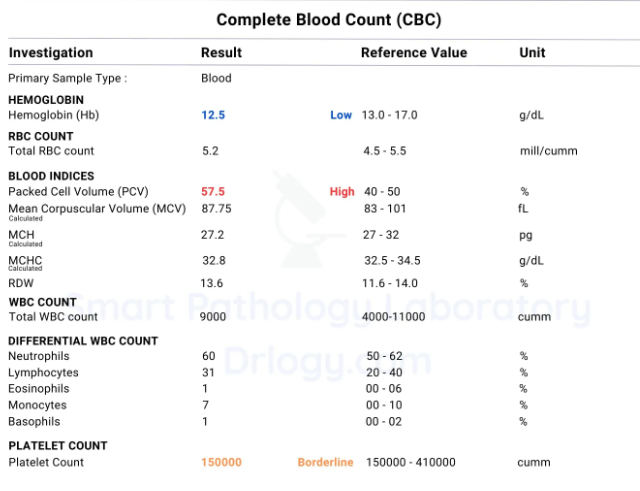 Complete Blood Count (CBC)
Investigation Result Reference Value Unit
Primary Sample Type : Blood
HEMOGLOBIN
Hemoglobin (Hb) 12.5 Low 13.0 - 17.0 g/dL
RBC COUNT
Total RBC count 5.2 4.5 - 5.5 mill/cumm
BLOOD INDICES
Packed Cell Volume (PCV) 57.5 High 40 - 50 %
Mean Corpuscular Volume (MCV) 87.75 83 - 101 fL
Calculated
MCH 27.2 27 - 32 pg
Calculated
MCHC 32.8 32.5 - 34.5 g/dL
Calculated
RDW 13.6 11.6 - 14.0 %
WBC COUNT
Smart Pathology Laboratory
Total WBC count 9000 4000-11000 cumm
DIFFERENTIAL WBC COUNT
Neutrophils 60 50 - 62 %
Drlogy.com
Lymphocytes 31 20 - 40 %
Eosinophils 1 00 - 06 %
Monocytes 7 00 - 10 %
Basophils 1 00 - 02 %
PLATELET COUNT
Platelet Count 150000 Borderline 150000 - 410000 cumm